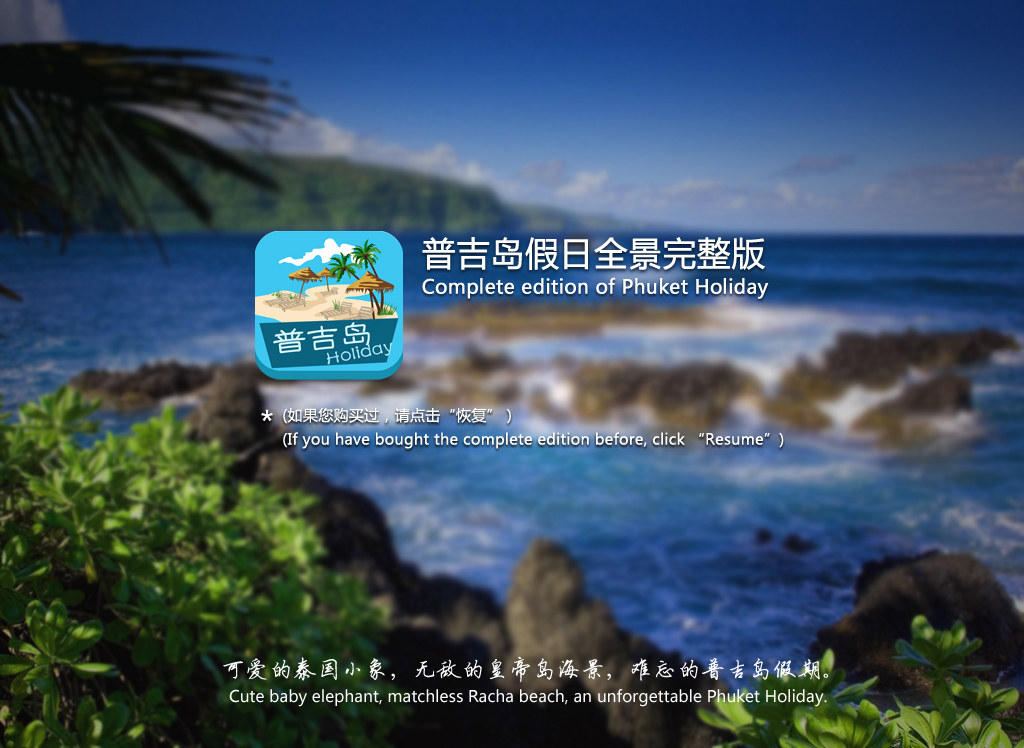 普吉岛假日全景完整版
Complete edition of Phuket Holiday
普吉岛
Holiday
* (如果您购买过，请点击“恢复” )
(If you have bought the complete edition before, click “Resume” )
可爱的泰国小象，无敌的皇帝岛海景，难忘的普吉岛假期。
Cute baby elephant, matchless Racha beach, an unforgettable Phuket Holiday.